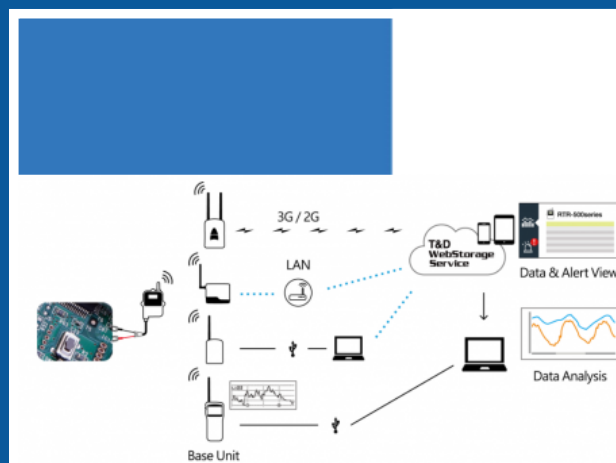 3G / 2G
T&D
WebStorage
Service
RTR-500series
Data & Alert View
LAN
Data Analysis
Base Unit